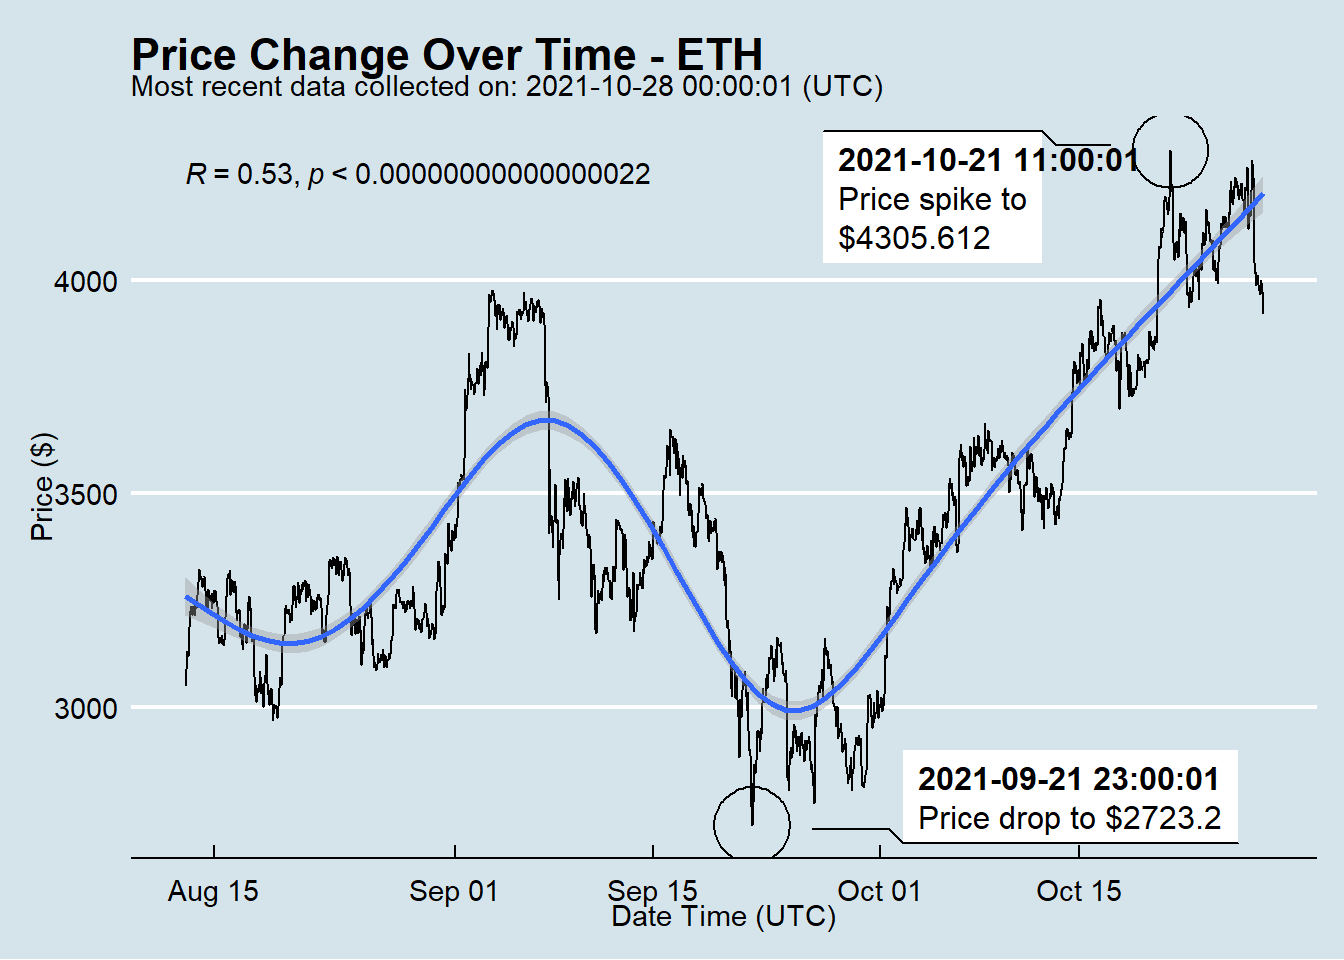 Price Change Over Time - ETH
Most recent data collected on: 2021-10-28 00:00:01 (UTC)
R = 0.53, p < 0.00000000000000022
2021-10-21 11:00:01
Price spike to
$4305.612
4000
3500
3000
Price ($)
2021-09-21 23:00:01
Price drop to $2723.2
Aug 15
Sep 01
Sep 15
Oct 01
Oct 15
Date Time (UTC)